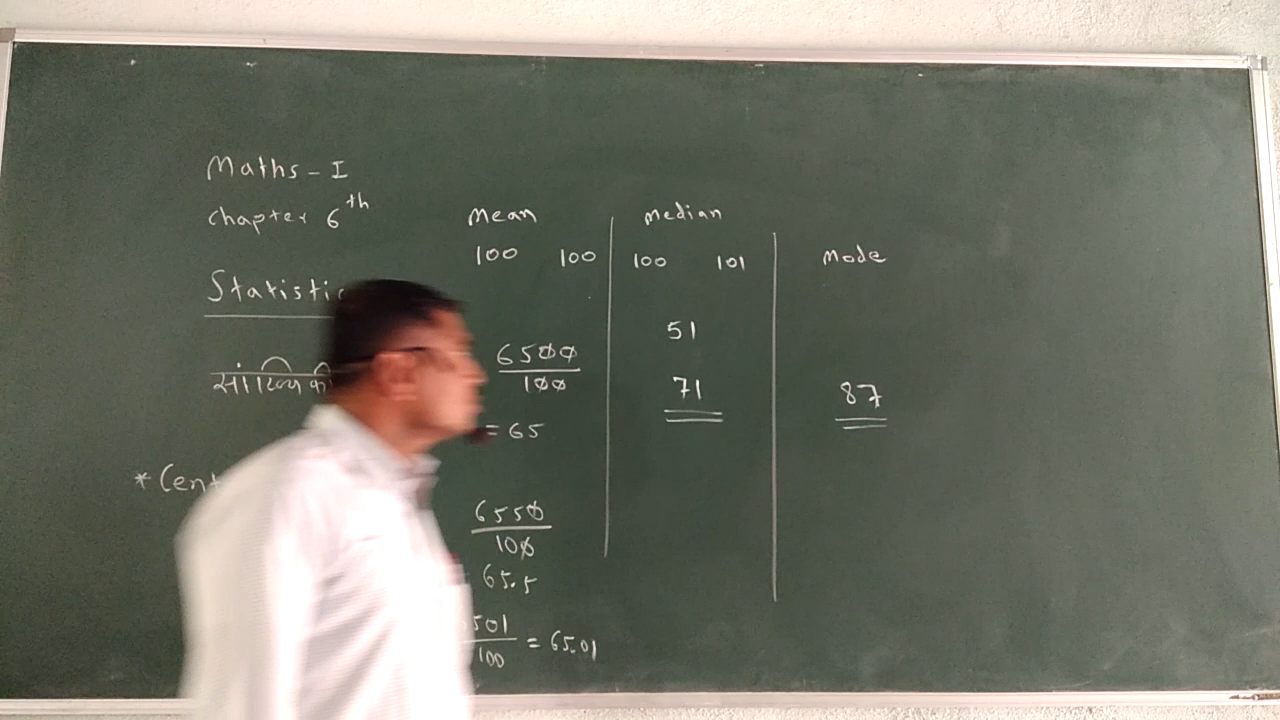 Maths - I
Chapter 6th
Statistic
* Cent
Mean
100 100
6500
100
= 65
6550
100
65.5
501
100 = 65.01
Median
100 101
51
71
Mode
87